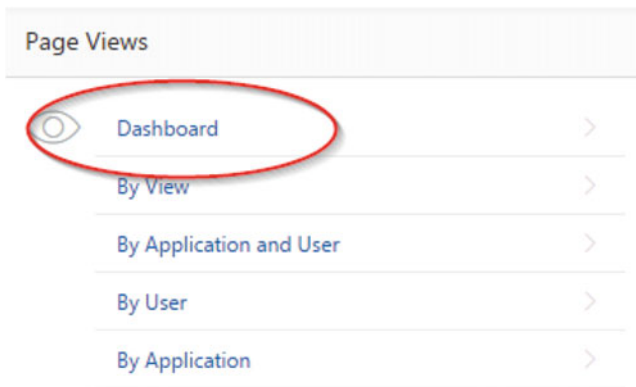 Page Views
Dashboard
By View
By Application and User
By User
By Application